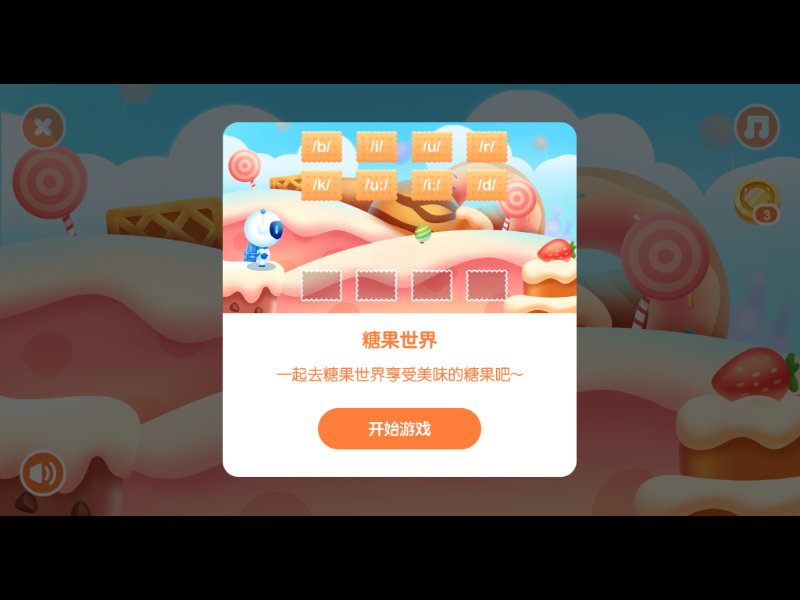 /b/ /i/ /u/ /r/
/k/ /u:/ /i:/ /d/
糖果世界
一起去糖果世界享受美味的糖果吧~
开始游戏
3